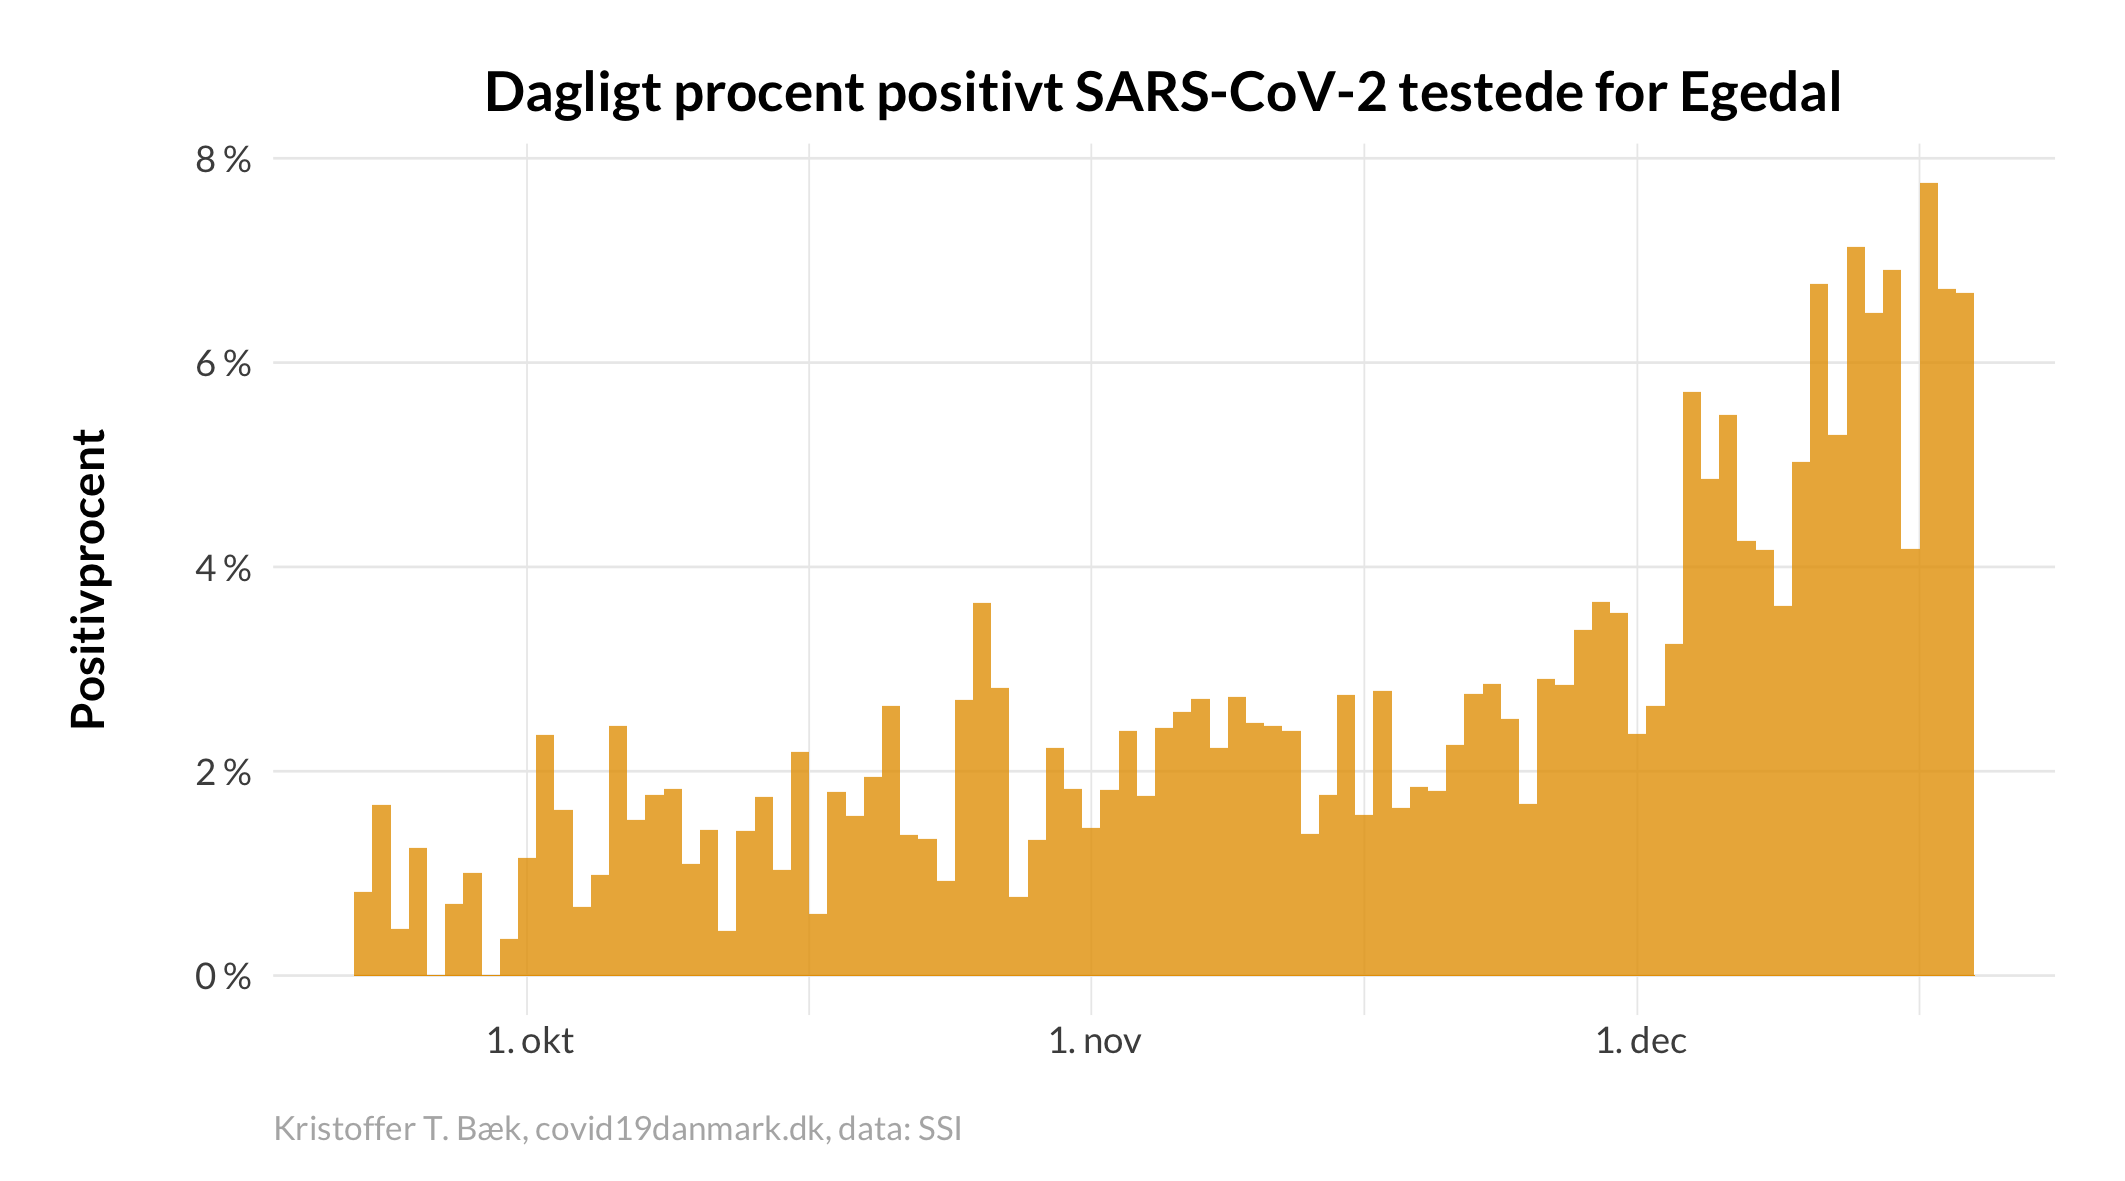 Dagligt procent positivt SARS-CoV-2 testede for Egedal
8 %
6 %
4 %
2 %
0 %
Positivprocent
1. okt
1. nov
1. dec
Kristoffer T. Bæk, covid19danmark.dk, data: SSI